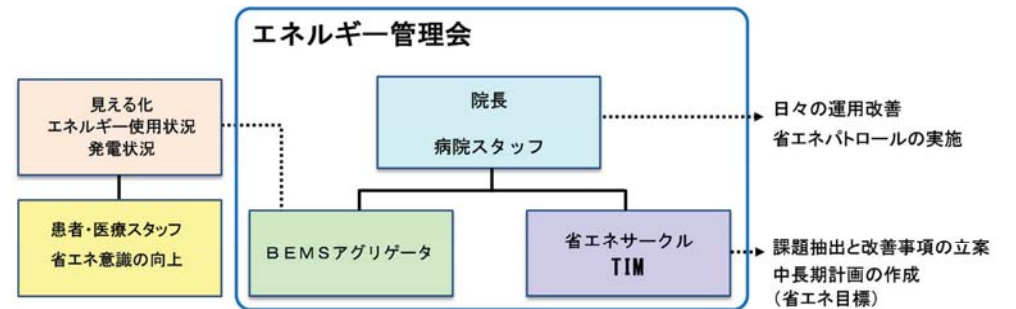 エネルギー管理会
見える化
エネルギー使用状況
発電状況
患者・医療スタッフ
省エネ意識の向上
院長
病院スタッフ
BEMSアグリゲータ
省エネサークル
TIM
日々の運用改善
省エネパトロールの実施
課題抽出と改善事項の立案
中長期計画の作成
（省エネ目標）